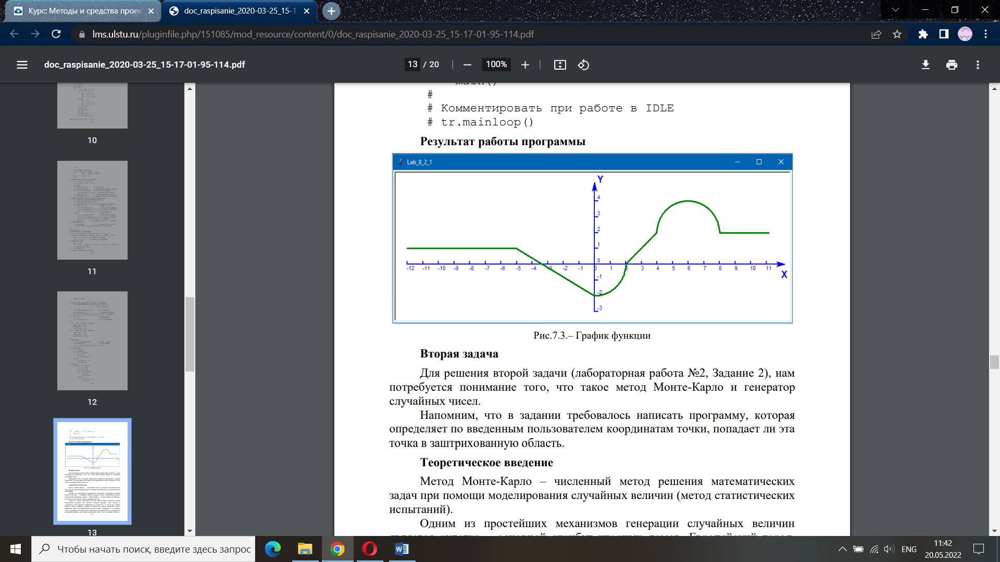 Курс: Методы и средства проек
doc_raspisanie_2020-03-25_15-1
lms.ulstu.ru/pluginfile.php/151085/mod_resource/content/0/doc_raspisanie_2020-03-25_15-17-01-95-114.pdf
doc_raspisanie_2020-03-25_15-17-01-95-114.pdf
13 / 20
100%
10
11
12
13
main()
#
# Комментировать при работе в IDLE
# tr.mainloop()
Результат работы программы
Lab_8_2_1
Y
4
3
2
1
0
-12 -11 -10 -9 -8 -7 -6 -5 -4 -3 -2 -1 0 1 2 3 4 5 6 7 8 9 10 11
X
-1
-2
-3
Рис.7.3.– График функции
Вторая задача
Для решения второй задачи (лабораторная работа №2, Задание 2), нам
потребуется понимание того, что такое метод Монте-Карло и генератор
случайных чисел.
Напомним, что в задании требовалось написать программу, которая
определяет по введенным пользователем координатам точки, попадает ли эта
точка в заштрихованную область.
Теоретическое введение
Метод Монте-Карло – численный метод решения математических
задач при помощи моделирования случайных величин (метод статистических
испытаний).
Одним из простейших механизмов генерации случайных величин
Чтобы начать поиск, введите здесь запрос
ENG
11:42
20.05.2022